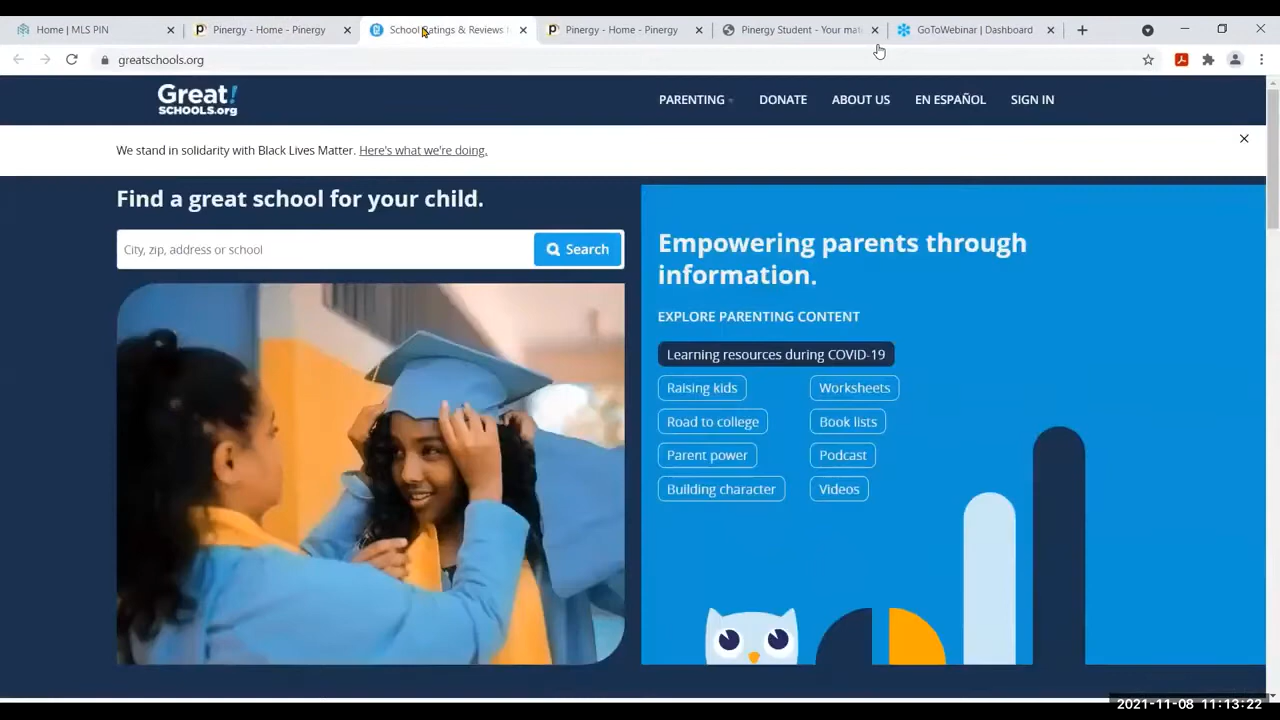 Home | MLS PIN
Pinergy - Home - Pinergy
School Ratings & Reviews
Pinergy - Home - Pinergy
Pinergy Student - Your mat
GoToWebinar | Dashboard
greatschools.org
Great!
SCHOOLS.org
PARENTING
DONATE
ABOUT US
EN ESPAÑOL
SIGN IN
We stand in solidarity with Black Lives Matter. Here's what we're doing.
Find a great school for your child.
City, zip, address or school
Search
Empowering parents through
information.
EXPLORE PARENTING CONTENT
Learning resources during COVID-19
Raising kids
Worksheets
Road to college
Book lists
Parent power
Podcast
Building character
Videos
2021-11-08 11:13:22